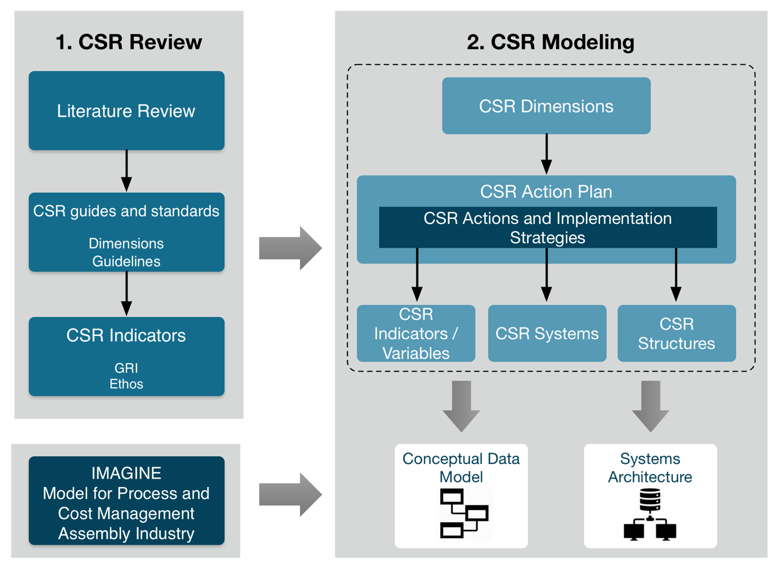 1. CSR Review
Literature Review
CSR guides and standards
Dimensions
Guidelines
CSR Indicators
GRI
Ethos
IMAGINE
Model for Process and
Cost Management
Assembly Industry
2. CSR Modeling
CSR Dimensions
CSR Action Plan
CSR Actions and Implementation
Strategies
CSR
Indicators /
Variables
CSR Systems
CSR
Structures
Conceptual Data
Model
Systems
Architecture